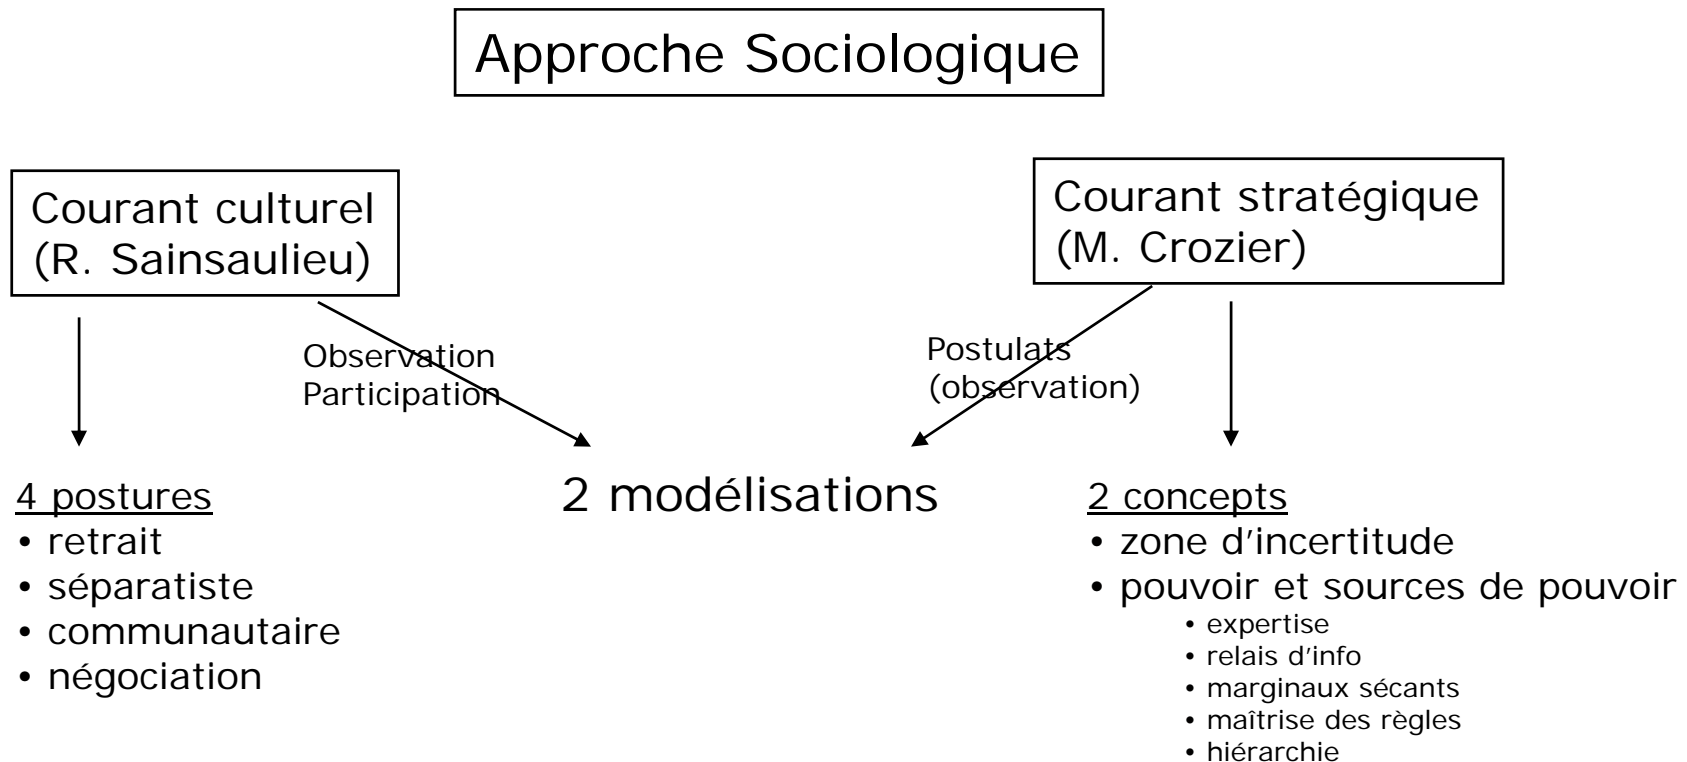 Approche Sociologique
Courant culturel
(R. Sainsaulieu)
Courant stratégique
(M. Crozier)
Observation
Participation
Postulats
(observation)
4 postures
• retrait
• séparatiste
• communautaire
• négociation
2 modélisations
2 concepts
• zone d’incertitude
• pouvoir et sources de pouvoir
• expertise
• relais d’info
• marginaux sécants
• maîtrise des règles
• hiérarchie